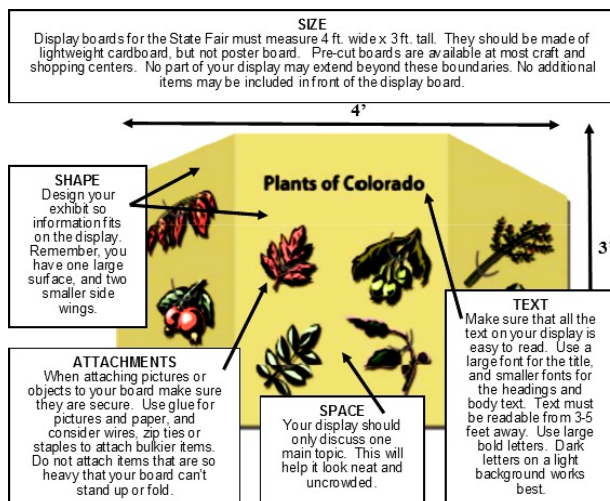 SIZE
Display boards for the State Fair must measure 4 ft. wide x 3 ft. tall. They should be made of
lightweight cardboard, but not poster board. Pre-cut boards are available at most craft and
shopping centers. No part of your display may extend beyond these boundaries. No additional
items may be included in front of the display board.
4'
SHAPE
Design your
exhibit so
information fits
on the display.
Remember, you
have one large
surface, and two
smaller side
wings.
Plants of Colorado
3'
ATTACHMENTS
When attaching pictures or
objects to your board make sure
they are secure. Use glue for
pictures and paper, and
consider wires, zip ties or
staples to attach bulkier items.
Do not attach items that are so
heavy that your board can't
stand up or fold.
SPACE
Your display should
only discuss one
main topic. This will
help it look neat and
uncrowded.
TEXT
Make sure that all the
text on your display is
easy to read. Use a
large font for the title,
and smaller fonts for
the headings and
body text. Text must
be readable from 3-5
feet away. Use large
bold letters. Dark
letters on a light
background works
best.